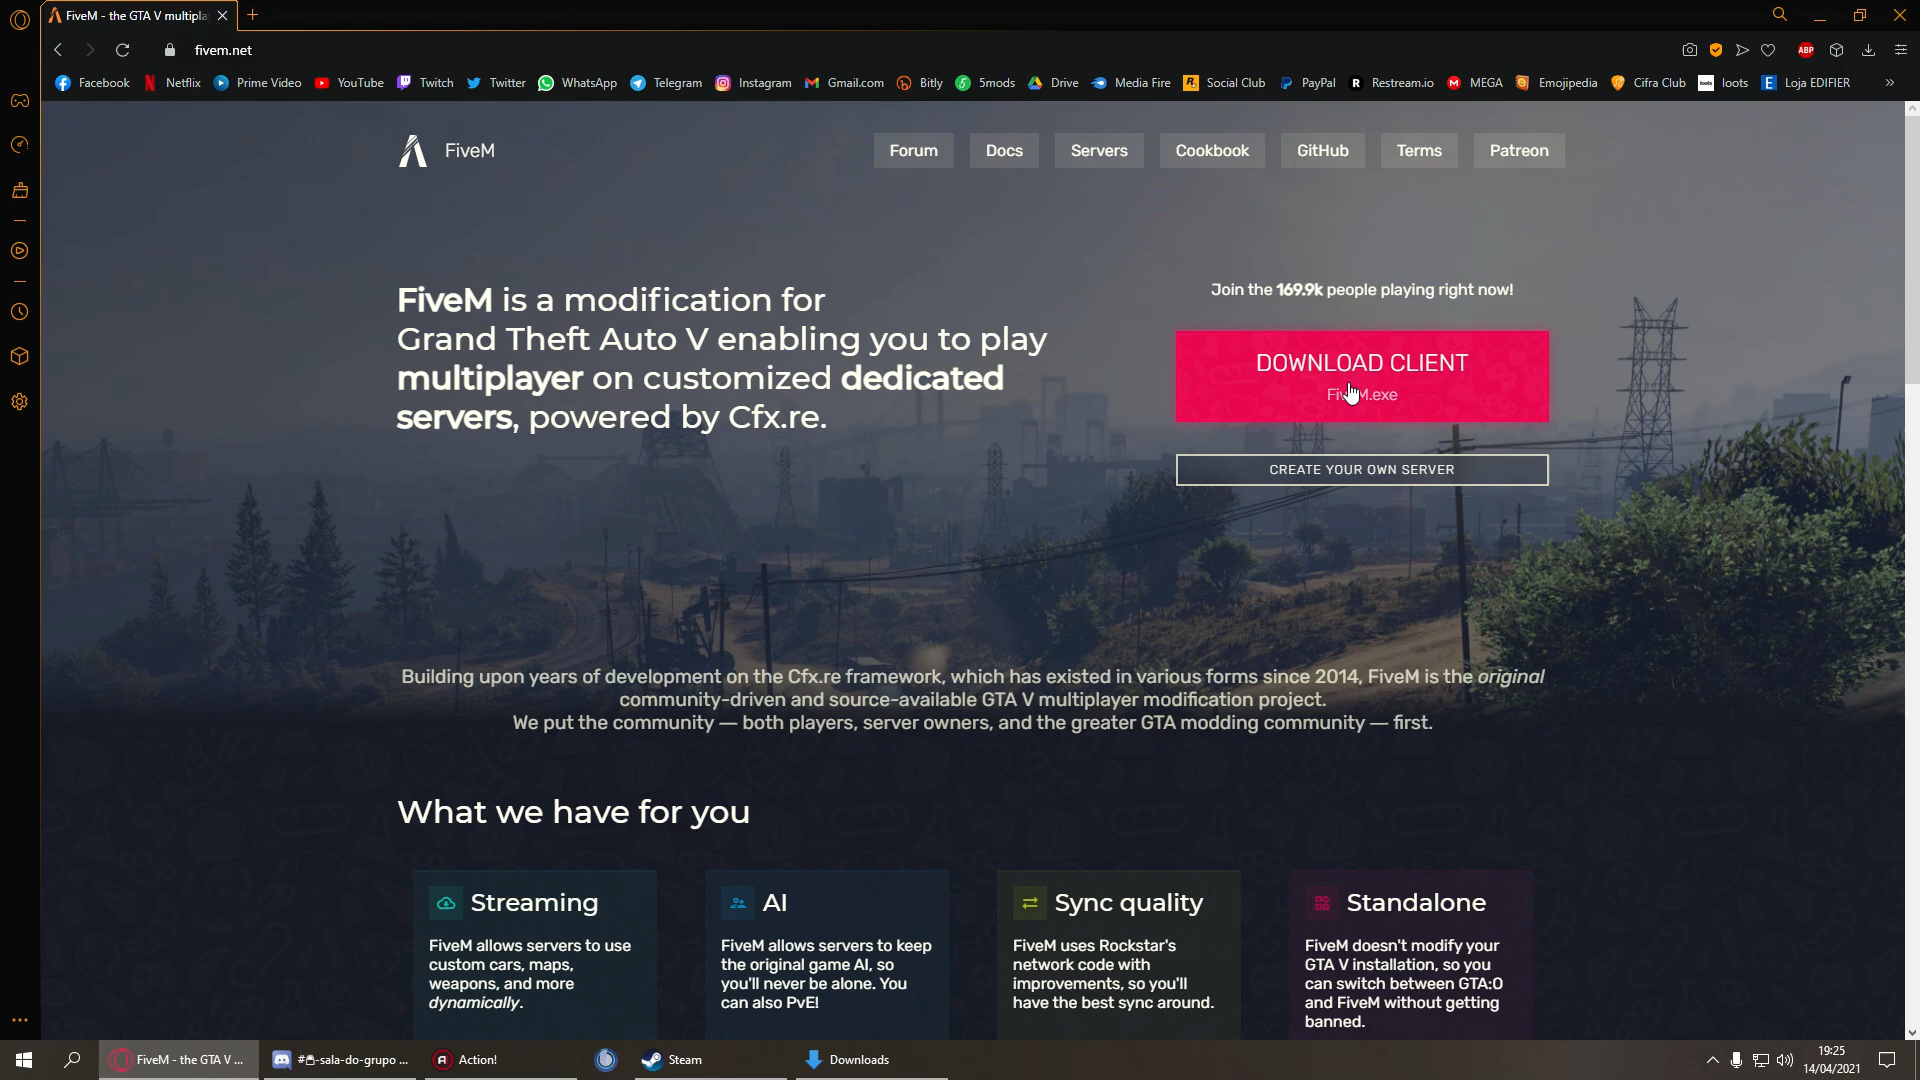 FiveM - the GTA V multipla
fivem.net
Facebook
Netflix
Prime Video
YouTube
Twitch
Twitter
WhatsApp
Telegram
Instagram
Gmail.com
Bitly
5mods
Drive
Media Fire
Social Club
PayPal
Restream.io
MEGA
Emojipedia
Cifra Club
loots
Loja EDIFIER
ABP
FiveM
Forum
Docs
Servers
Cookbook
GitHub
Terms
Patreon
FiveM is a modification for
Grand Theft Auto V enabling you to play
multiplayer on customized dedicated
servers, powered by Cfx.re.
Join the 169.9k people playing right now!
DOWNLOAD CLIENT
FiveM.exe
CREATE YOUR OWN SERVER
Building upon years of development on the Cfx.re framework, which has existed in various forms since 2014, FiveM is the original
community-driven and source-available GTA V multiplayer modification project.
We put the community — both players, server owners, and the greater GTA modding community — first.
What we have for you
Streaming
FiveM allows servers to use
custom cars, maps,
weapons, and more
dynamically.
AI
FiveM allows servers to keep
the original game AI, so
you'll never be alone. You
can also PvE!
Sync quality
FiveM uses Rockstar's
network code with
improvements, so you'll
have the best sync around.
Standalone
FiveM doesn't modify your
GTA V installation, so you
can switch between GTA:O
and FiveM without getting
banned.
FiveM - the GTA V ...
-sala-do-grupo ...
Action!
Steam
Downloads
19:25
14/04/2021